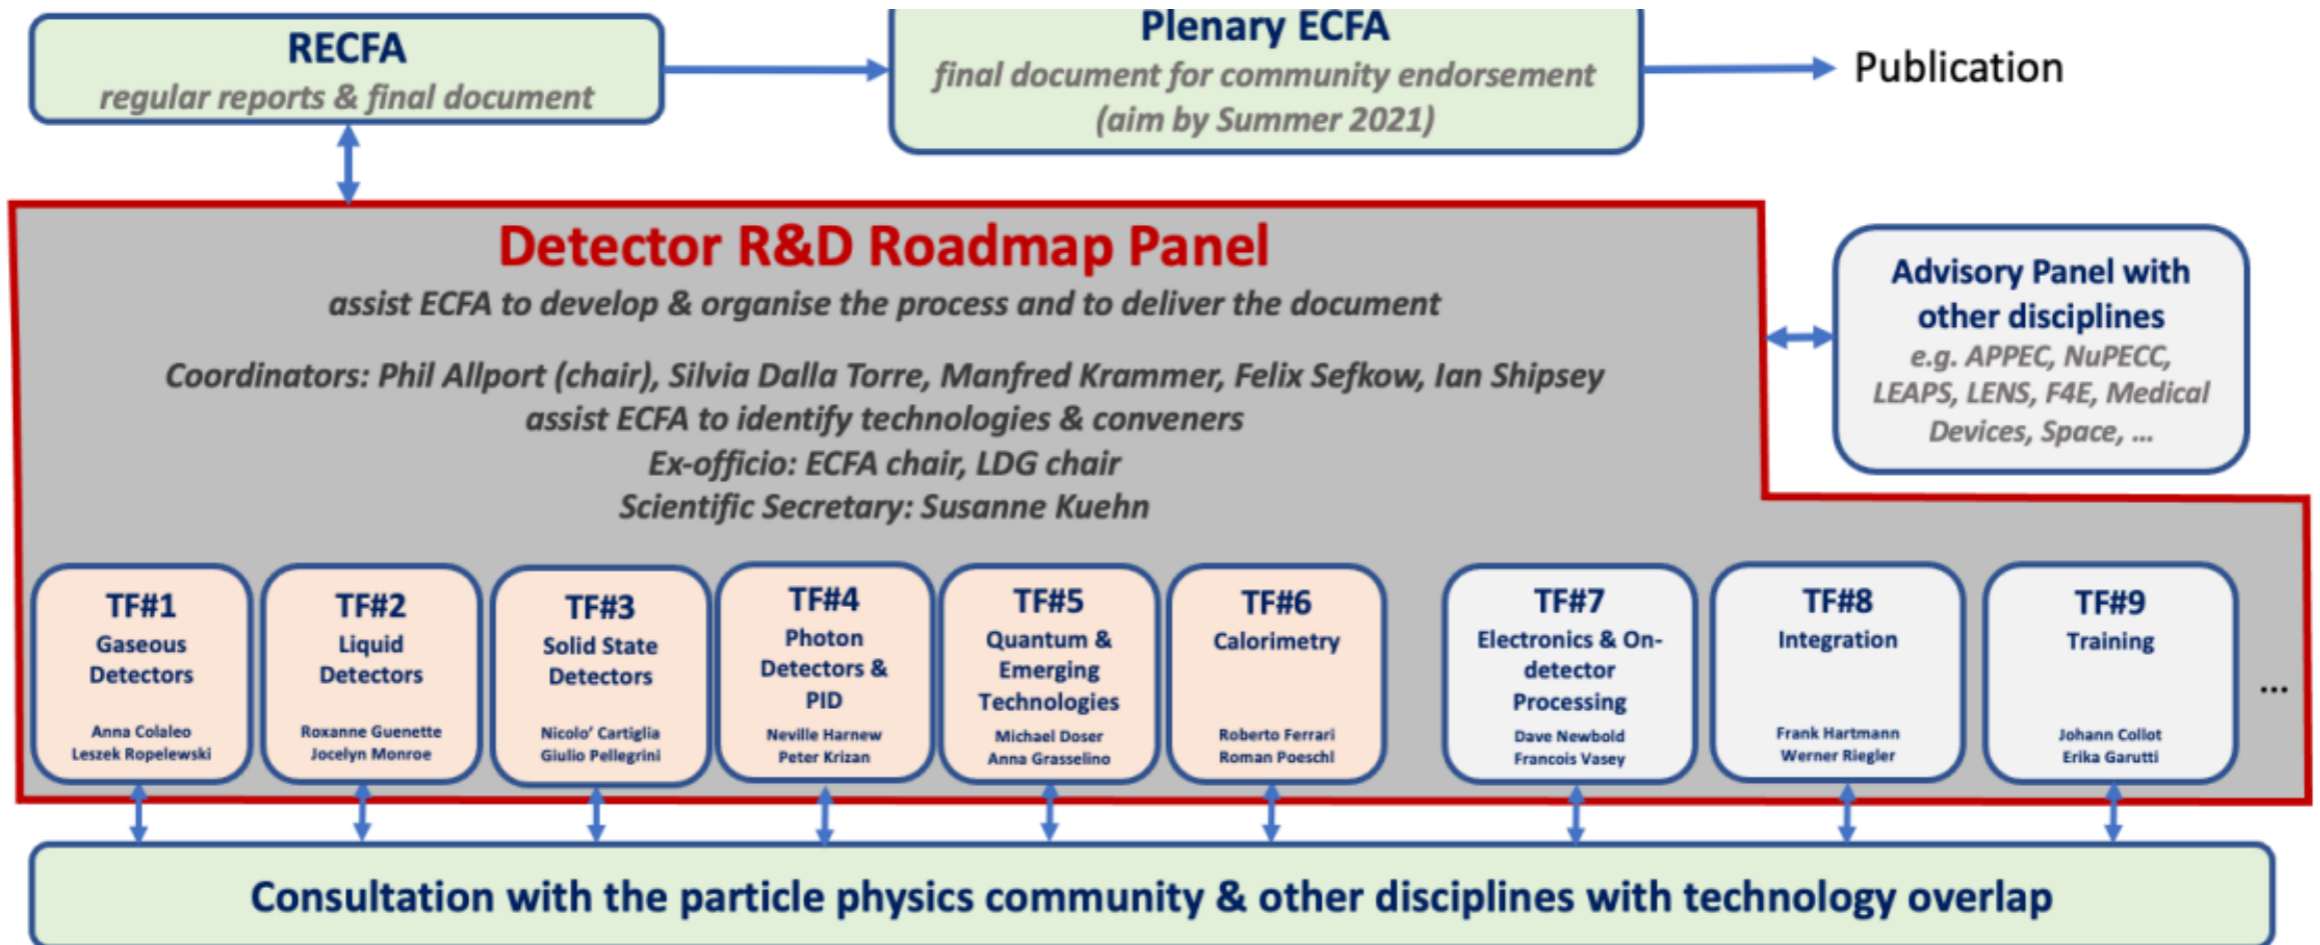 RECFA
regular reports & final document
Plenary ECFA
final document for community endorsement
(aim by Summer 2021)
Publication
Detector R&D Roadmap Panel
assist ECFA to develop & organise the process and to deliver the document
Coordinators: Phil Allport (chair), Silvia Dalla Torre, Manfred Krammer, Felix Sefkow, Ian Shipsey
assist ECFA to identify technologies & conveners
Ex-officio: ECFA chair, LDG chair
Scientific Secretary: Susanne Kuehn
Advisory Panel with
other disciplines
e.g. APPEC, NuPECC,
LEAPS, LENS, F4E, Medical
Devices, Space, ...
TF#1
Gaseous
Detectors
Anna Colaleo
Leszek Ropelewski
TF#2
Liquid
Detectors
Roxanne Guenette
Jocelyn Monroe
TF#3
Solid State
Detectors
Nicolo' Cartiglia
Giulio Pellegrini
TF#4
Photon
Detectors &
PID
Neville Harnew
Peter Krizan
TF#5
Quantum &
Emerging
Technologies
Michael Doser
Anna Grasselino
TF#6
Calorimetry
Roberto Ferrari
Roman Poeschl
TF#7
Electronics & On-
detector
Processing
Dave Newbold
Francois Vasey
TF#8
Integration
Frank Hartmann
Werner Riegler
TF#9
Training
Johann Collot
Erika Garutti
...
Consultation with the particle physics community & other disciplines with technology overlap